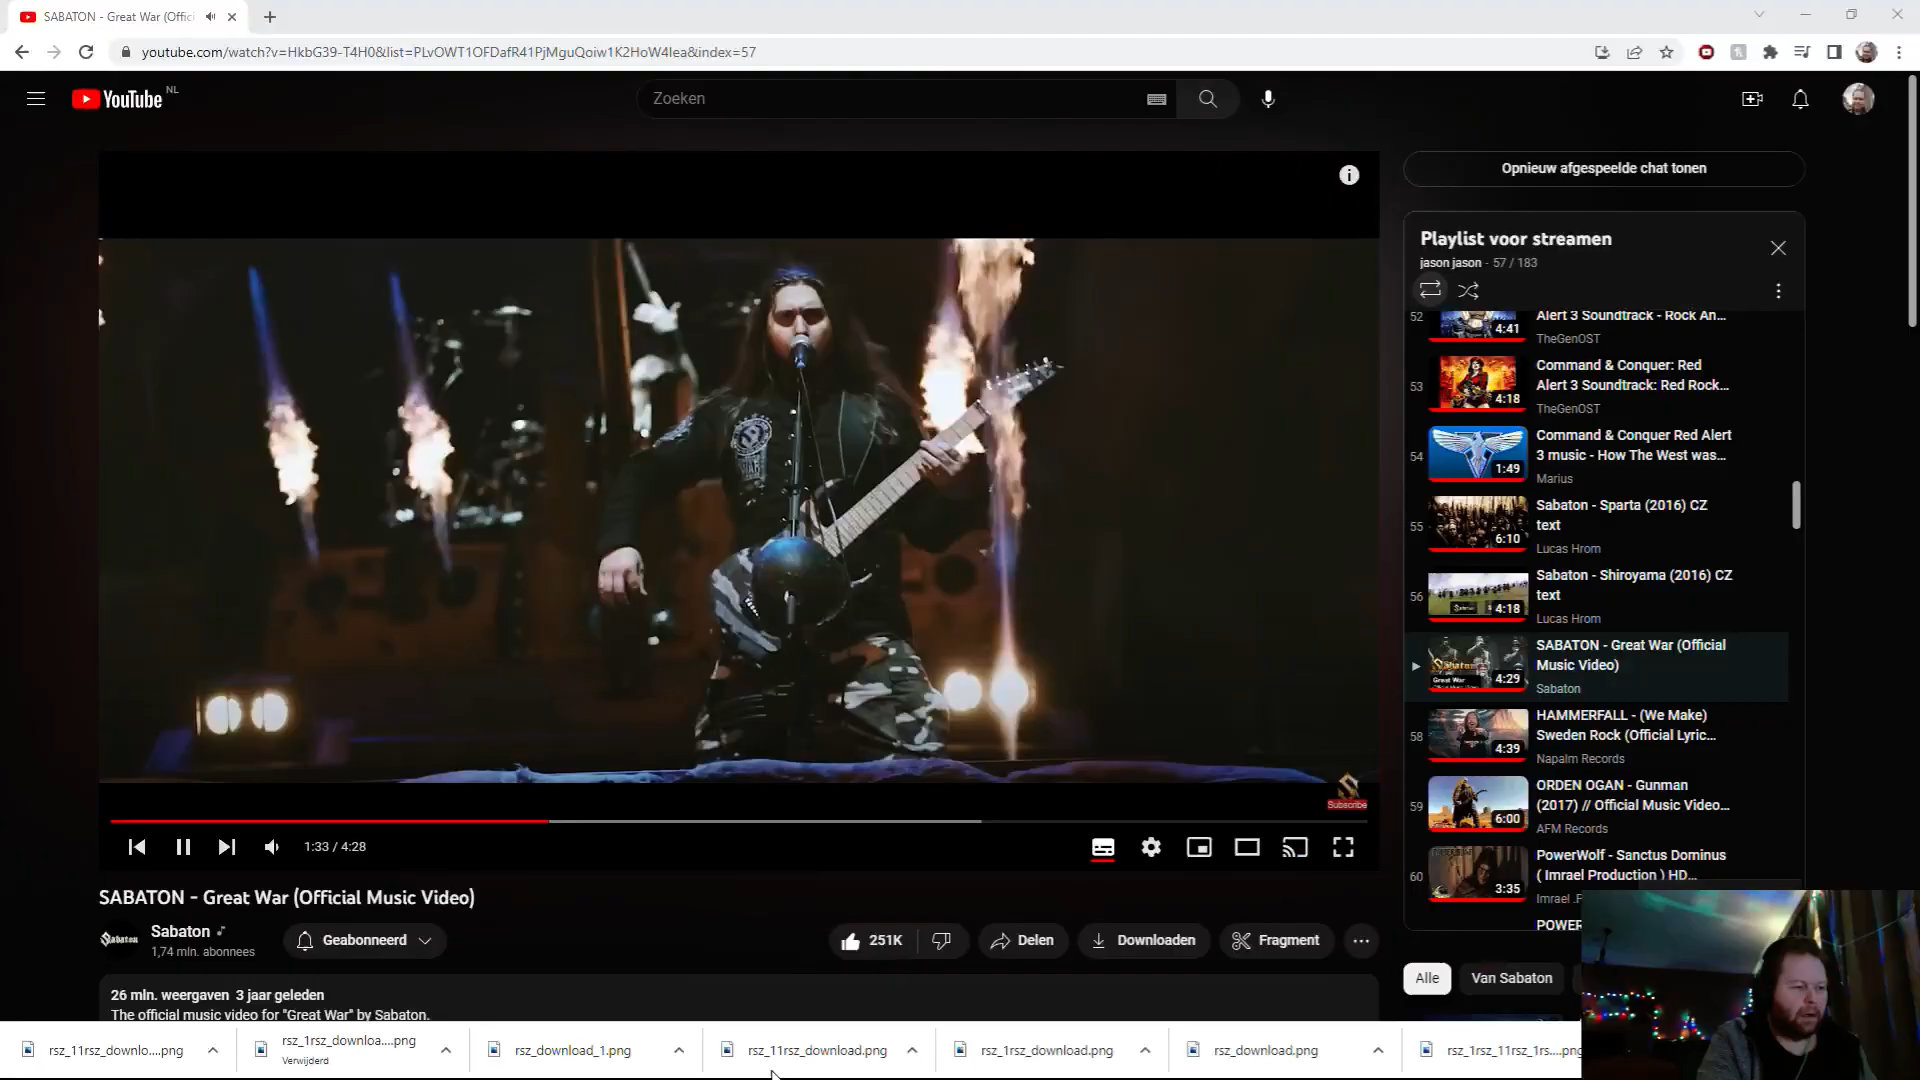 SABATON - Great War (Offici
youtube.com/watch?v=HkbG39-T4H0&list=PLvOWT1OFDafR41PjMguQoiw1K2HoW4Iea&index=57
YouTube NL
Zoeken
Opnieuw afgespeelde chat tonen
Playlist voor streamen
jason jason - 57 / 183
52
Alert 3 Soundtrack - Rock An...
4:41
TheGenOST
53
Command & Conquer: Red
Alert 3 Soundtrack: Red Rock...
4:18
TheGenOST
54
Command & Conquer Red Alert
3 music - How The West was...
1:49
Marius
55
Sabaton - Sparta (2016) CZ
text
6:10
Lucas Hrom
56
Sabaton - Shiroyama (2016) CZ
text
4:18
Lucas Hrom
SABATON - Great War (Official
Music Video)
Sabaton
Great War
4:29
Sabaton
58
HAMMERFALL - (We Make)
Sweden Rock (Official Lyric...
4:39
Napalm Records
59
ORDEN OGAN - Gunman
(2017) // Official Music Video...
6:00
AFM Records
60
PowerWolf - Sanctus Dominus
( Imrael Production ) HD...
3:35
Imrael .F
POWER
Subscribe
1:33 / 4:28
SABATON - Great War (Official Music Video)
Sabaton
Sabaton
1,74 mln. abonnees
Geabonneerd
251K
Delen
Downloaden
Fragment
Alle
Van Sabaton
26 mln. weergaven 3 jaar geleden
The official music video for "Great War" by Sabaton.
rsz_11rsz_downlo....png
rsz_1rsz_downloa....png
Verwijderd
rsz_download_1.png
rsz_11rsz_download.png
rsz_1rsz_download.png
rsz_download.png
rsz_1rsz_11rsz_1rs....png